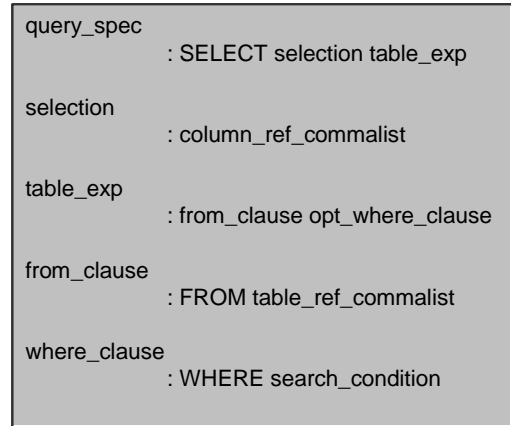 query_spec
: SELECT selection table_exp
selection
: column_ref_commalist
table_exp
: from_clause opt_where_clause
from_clause
: FROM table_ref_commalist
where_clause
: WHERE search_condition